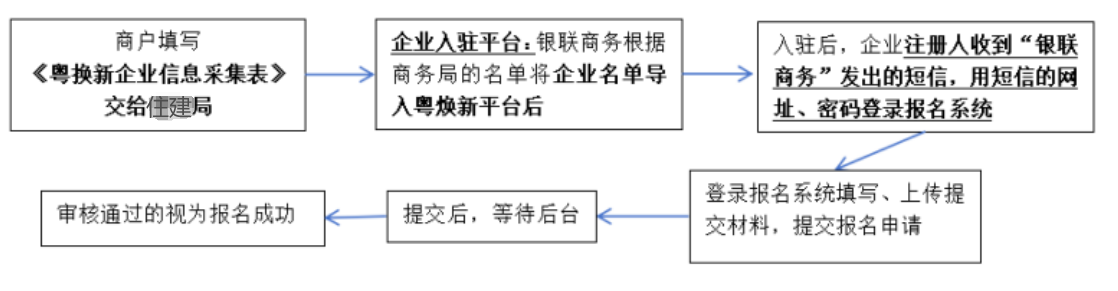 商户填写
《粤换新企业信息采集表》
交给住建局
企业入驻平台：银联商务根据
商务局的名单将企业名单导
入粤焕新平台后
入驻后，企业注册人收到“银联
商务”发出的短信，用短信的网
址、密码登录报名系统
登录报名系统填写、上传提
交材料，提交报名申请
提交后，等待后台
审核通过的视为报名成功